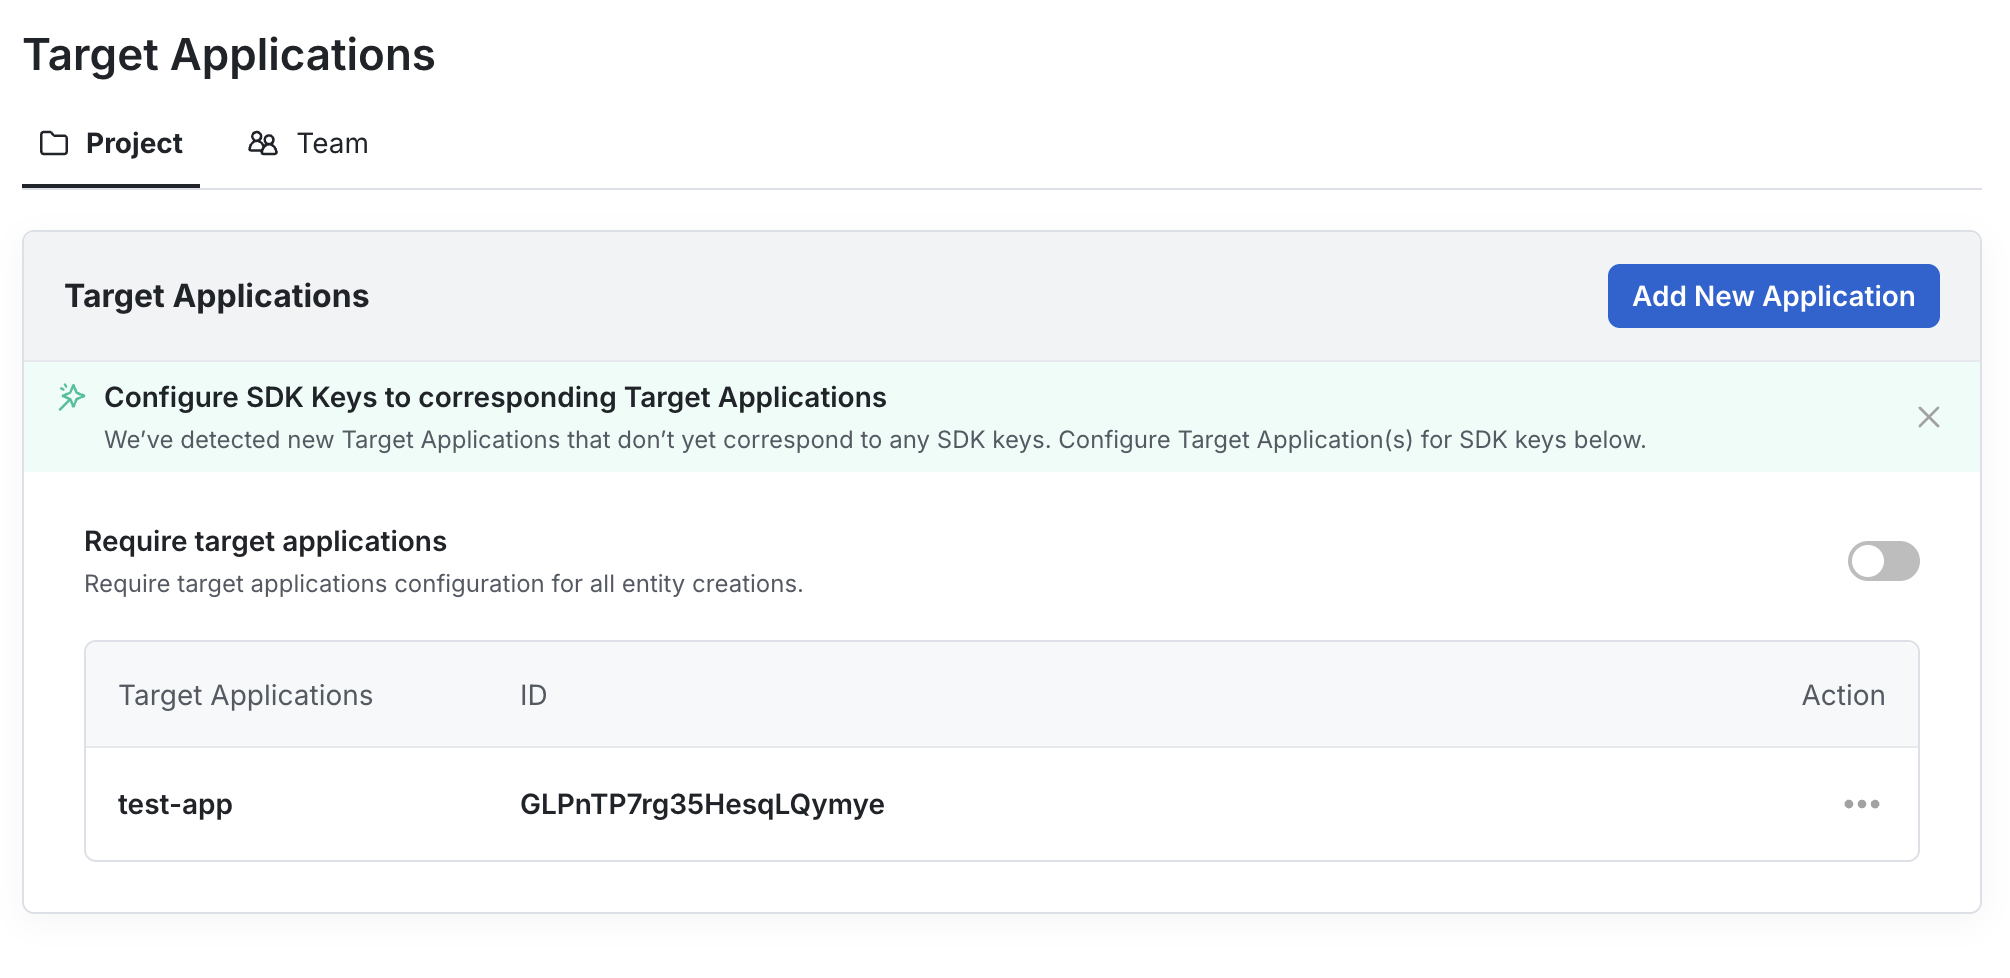 Target Applications
Project
Team
Target Applications
Add New Application
Configure SDK Keys to corresponding Target Applications
We’ve detected new Target Applications that don’t yet correspond to any SDK keys. Configure Target Application(s) for SDK keys below.
Require target applications
Require target applications configuration for all entity creations.
Target Applications ID Action
test-app GLPnTP7rg35HesqLQymye